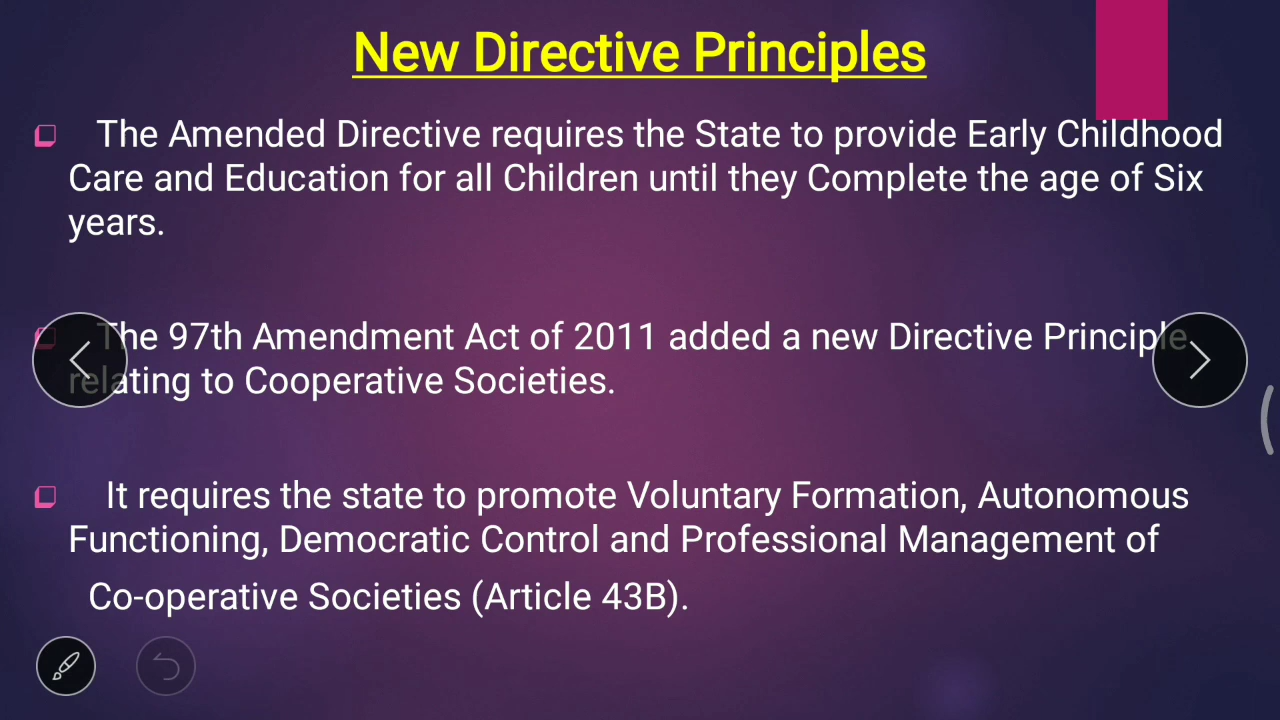 New Directive Principles
The Amended Directive requires the State to provide Early Childhood
Care and Education for all Children until they Complete the age of Six
years.
The 97th Amendment Act of 2011 added a new Directive Principle
relating to Cooperative Societies.
It requires the state to promote Voluntary Formation, Autonomous
Functioning, Democratic Control and Professional Management of
Co-operative Societies (Article 43B).